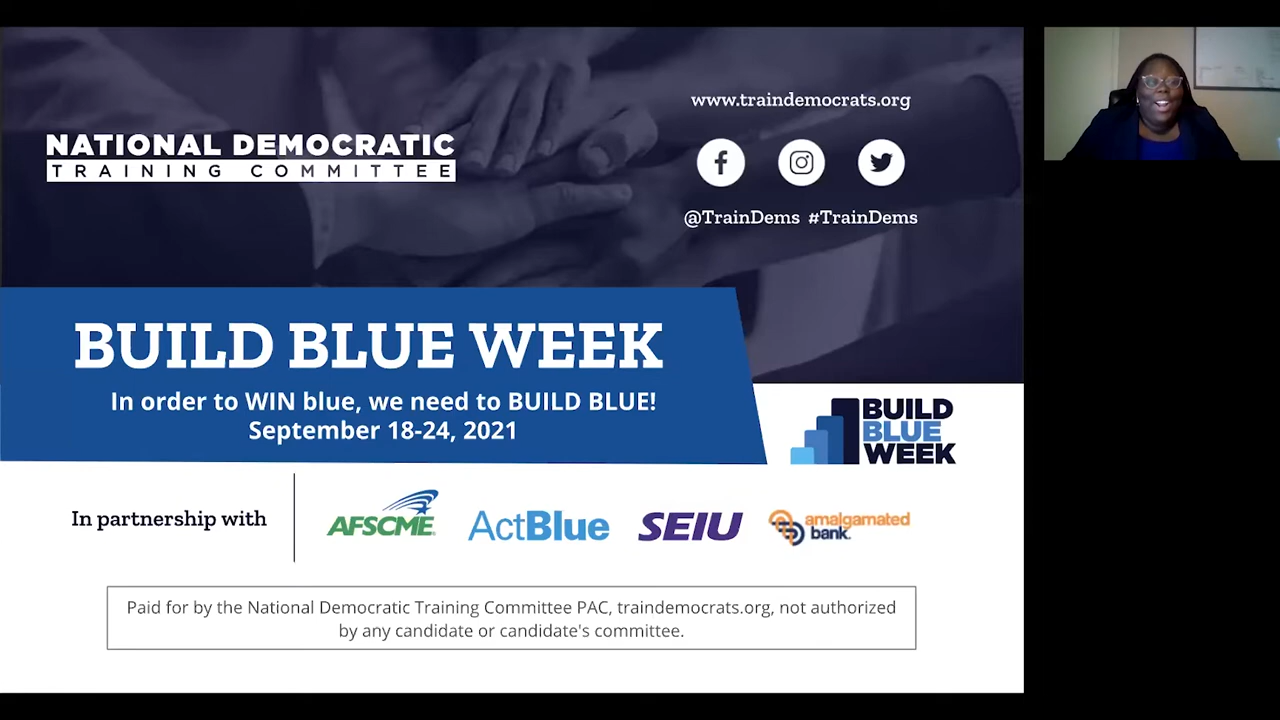 NATIONAL DEMOCRATIC
TRAINING COMMITTEE
www.traindemocrats.org
@TrainDems #TrainDems
BUILD BLUE WEEK
In order to WIN blue, we need to BUILD BLUE!
September 18-24, 2021
BUILD
BLUE
WEEK
In partnership with
AFSCME
ActBlue
SEIU
amalgamated
bank.
Paid for by the National Democratic Training Committee PAC, traindemocrats.org, not authorized
by any candidate or candidate's committee.